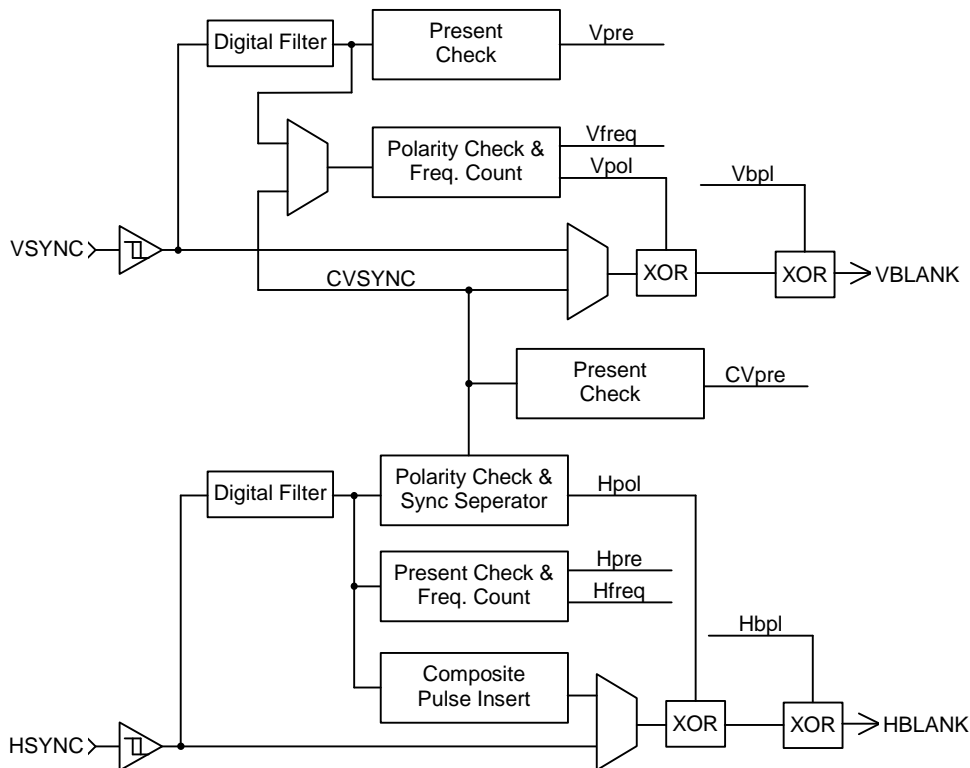 Digital Filter
Present
Check
Vpre
Polarity Check &
Freq. Count
Vfreq
Vpol
Vbpl
VSYNC
CVSYNC
XOR
XOR
VBLANK
Present
Check
CVpre
Digital Filter
Polarity Check &
Sync Seperator
Hpol
Present Check &
Freq. Count
Hpre
Hfreq
Hbpl
Composite
Pulse Insert
HSYNC
XOR
XOR
HBLANK